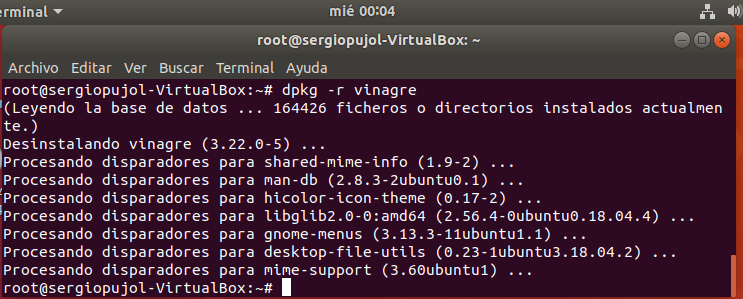 erminal mié 00:04
root@sergiopujol-VirtualBox: ~
Archivo Editar Ver Buscar Terminal Ayuda
root@sergiopujol-VirtualBox:~# dpkg -r vinagre
(Leyendo la base de datos ... 164426 ficheros o directorios instalados actualmen
te.)
Desinstalando vinagre (3.22.0-5) ...
Procesando disparadores para shared-mime-info (1.9-2) ...
Procesando disparadores para man-db (2.8.3-2ubuntu0.1) ...
Procesando disparadores para hicolor-icon-theme (0.17-2) ...
Procesando disparadores para libglib2.0-0:amd64 (2.56.4-0ubuntu0.18.04.4) ...
Procesando disparadores para gnome-menus (3.13.3-11ubuntu1.1) ...
Procesando disparadores para desktop-file-utils (0.23-1ubuntu3.18.04.2) ...
Procesando disparadores para mime-support (3.60ubuntu1) ...
root@sergiopujol-VirtualBox:~#